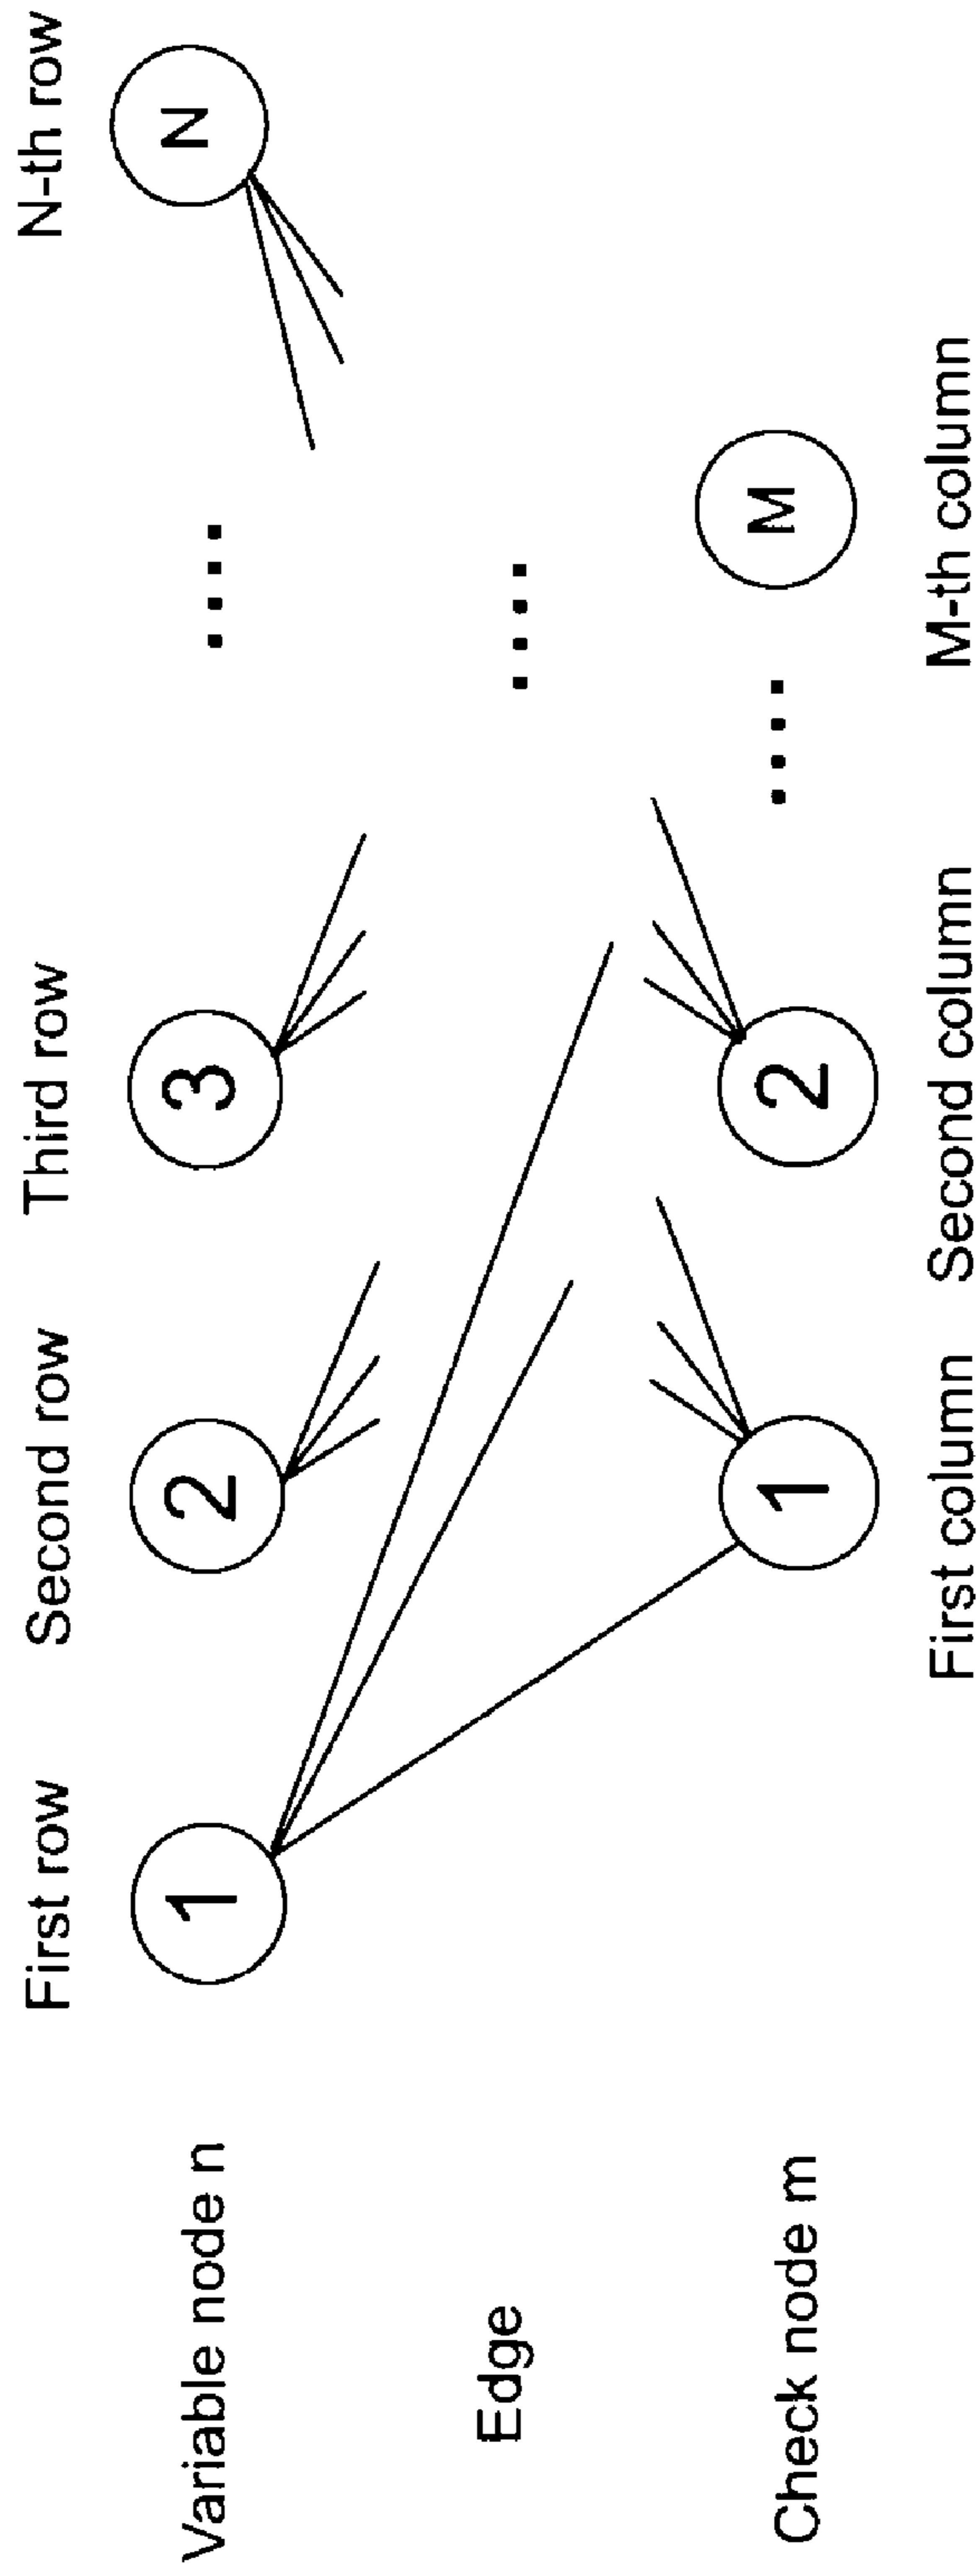 First row Second row Third row N-th row
Variable node n 1 2 3 .... N
Edge ....
Check node m 1 2 .... M
First column Second column M-th column